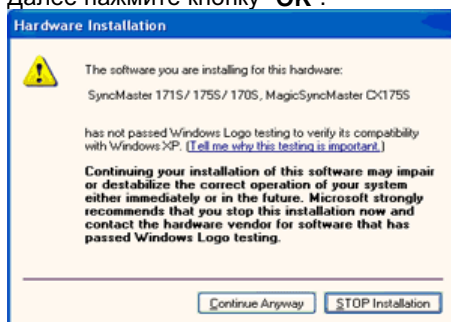 Далее нажмите кнопку "OK".
Hardware Installation
The software you are installing for this hardware:
SyncMaster 171S/ 175S/ 170S, MagicSyncMaster CX175S
has not passed Windows Logo testing to verify its compatibility
with Windows XP. (Tell me why this testing is important.)
Continuing your installation of this software may impair
or destabilize the correct operation of your system
either immediately or in the future. Microsoft strongly
recommends that you stop this installation now and
contact the hardware vendor for software that has
passed Windows Logo testing.
Continue Anyway STOP Installation